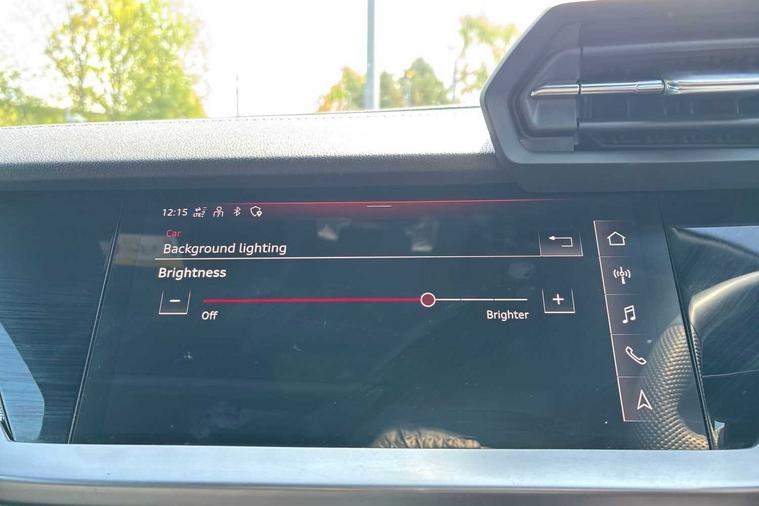 12:15
Car
Background lighting
Brightness
− +
Off Brighter